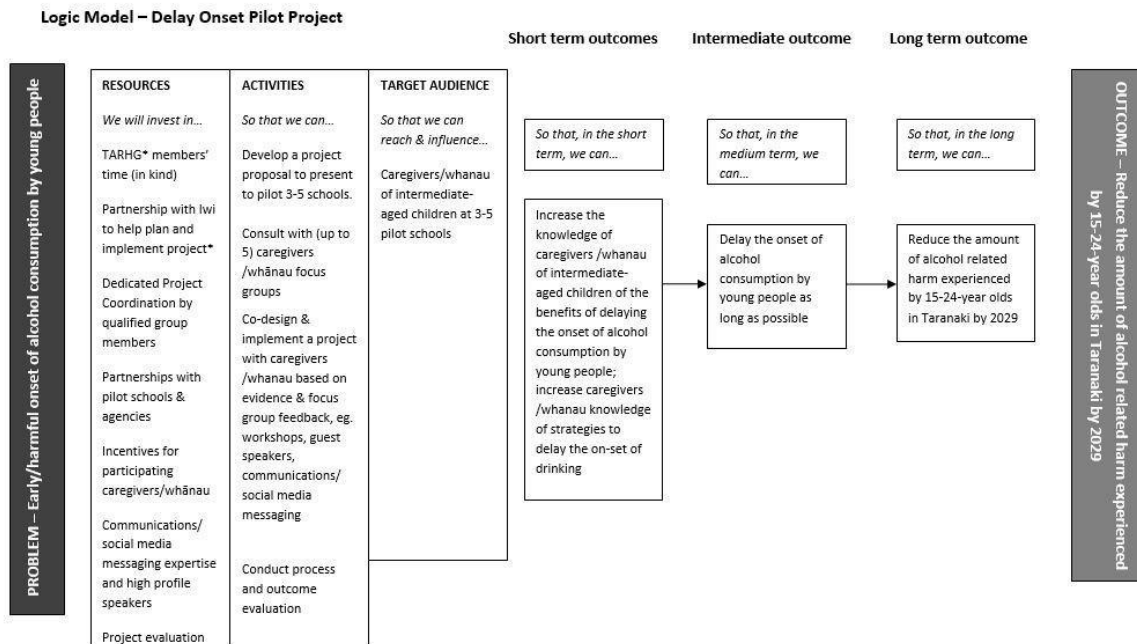 Logic Model – Delay Onset Pilot Project
Short term outcomes
Intermediate outcome
Long term outcome
PROBLEM – Early/harmful onset of alcohol consumption by young people
RESOURCES
We will invest in…
TARHG* members’
time (in kind)
Partnership with Iwi
to help plan and
implement project*
Dedicated Project
Coordination by
qualified group
members
Partnerships with
pilot schools &
agencies
Incentives for
participating
caregivers/whānau
Communications/
social media
messaging expertise
and high profile
speakers
Project evaluation
ACTIVITIES
So that we can…
Develop a project
proposal to present
to pilot 3-5 schools.
Consult with (up to
5) caregivers
/whānau focus
groups
Co-design &
implement a project
with caregivers
/whanau based on
evidence & focus
group feedback, eg.
workshops, guest
speakers,
communications/
social media
messaging
Conduct process
and outcome
evaluation
TARGET AUDIENCE
So that we can
reach & influence…
Caregivers/whanau
of intermediate-
aged children at 3-5
pilot schools
So that, in the short
term, we can…
Increase the
knowledge of
caregivers /whanau
of intermediate-
aged children of the
benefits of delaying
the onset of alcohol
consumption by
young people;
increase caregivers
/whanau knowledge
of strategies to
delay the on-set of
drinking
So that, in the
medium term, we
can…
Delay the onset of
alcohol
consumption by
young people as
long as possible
So that, in the long
term, we can…
Reduce the amount
of alcohol related
harm experienced
by 15-24-year olds
in Taranaki by 2029
OUTCOME – Reduce the amount of alcohol related harm experienced
by 15-24-year olds in Taranaki by 2029